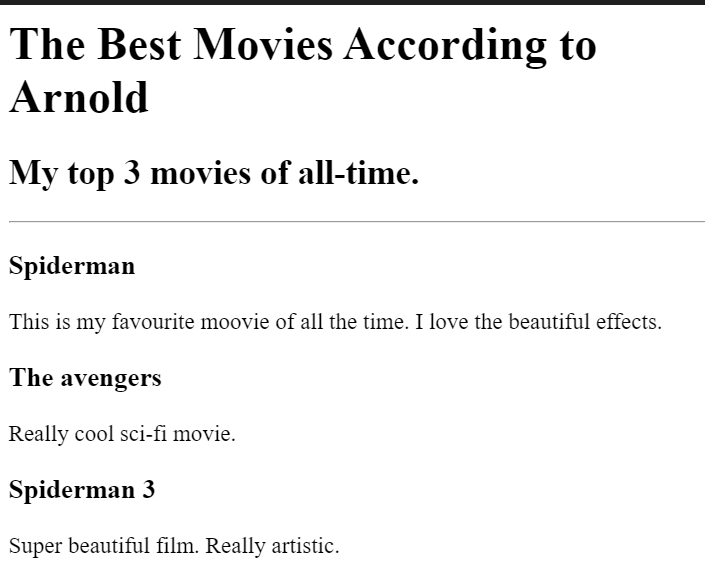 The Best Movies According to
Arnold
My top 3 movies of all-time.
Spiderman
This is my favourite moovie of all the time. I love the beautiful effects.
The avengers
Really cool sci-fi movie.
Spiderman 3
Super beautiful film. Really artistic.